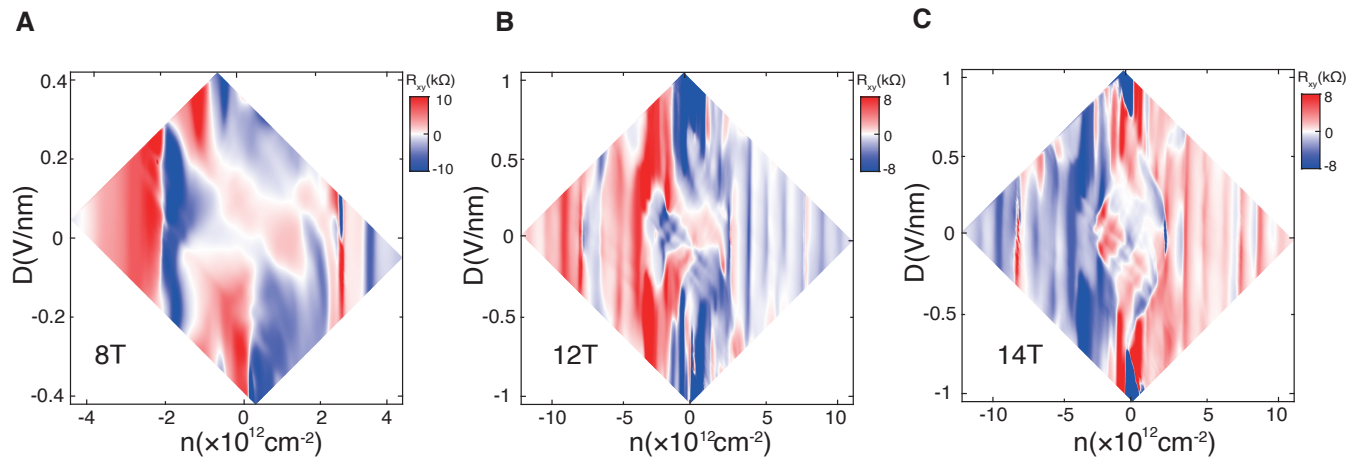 A
B
C
R_xy(kΩ)
10
0
-10
0.4
0.2
0
-0.2
-0.4
D(V/nm)
8T
-4
-2
0
2
4
n(×10^12cm^-2)
R_xy(kΩ)
8
0
-8
1
0.5
0
-0.5
-1
D(V/nm)
12T
-10
-5
0
5
10
n(×10^12cm^-2)
R_xy(kΩ)
8
0
-8
1
0.5
0
-0.5
-1
D(V/nm)
14T
-10
-5
0
5
10
n(×10^12cm^-2)